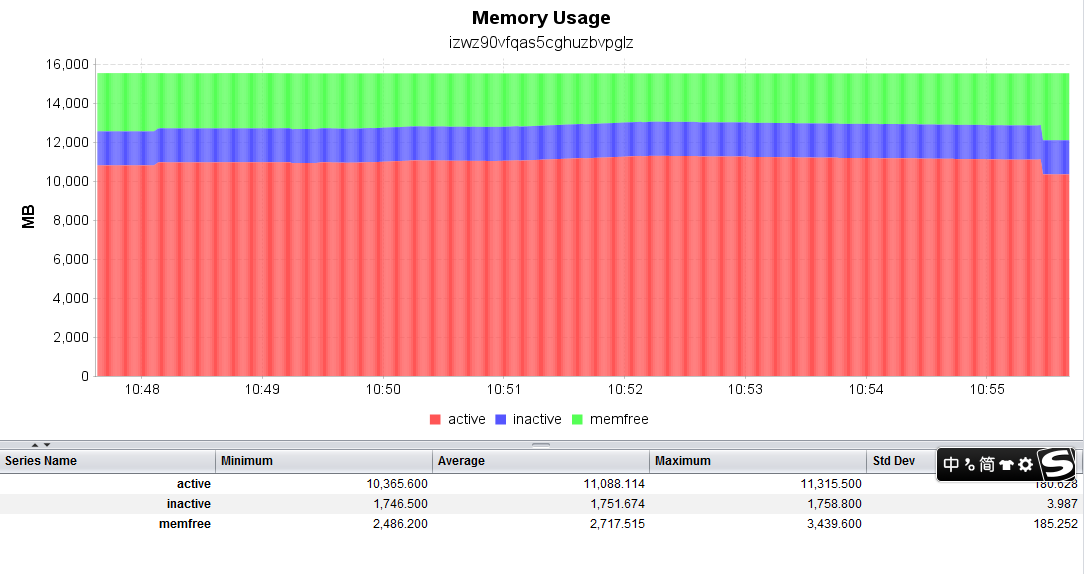 Memory Usage
izwz90vfqas5cghuzbvpglz
16,000
14,000
12,000
10,000
8,000
6,000
4,000
2,000
0
MB
10:48 10:49 10:50 10:51 10:52 10:53 10:54 10:55
active inactive memfree
Series Name Minimum Average Maximum Std Dev
中 简 S
active 10,365.600 11,088.114 11,315.500 180.628
inactive 1,746.500 1,751.674 1,758.800 3.987
memfree 2,486.200 2,717.515 3,439.600 185.252